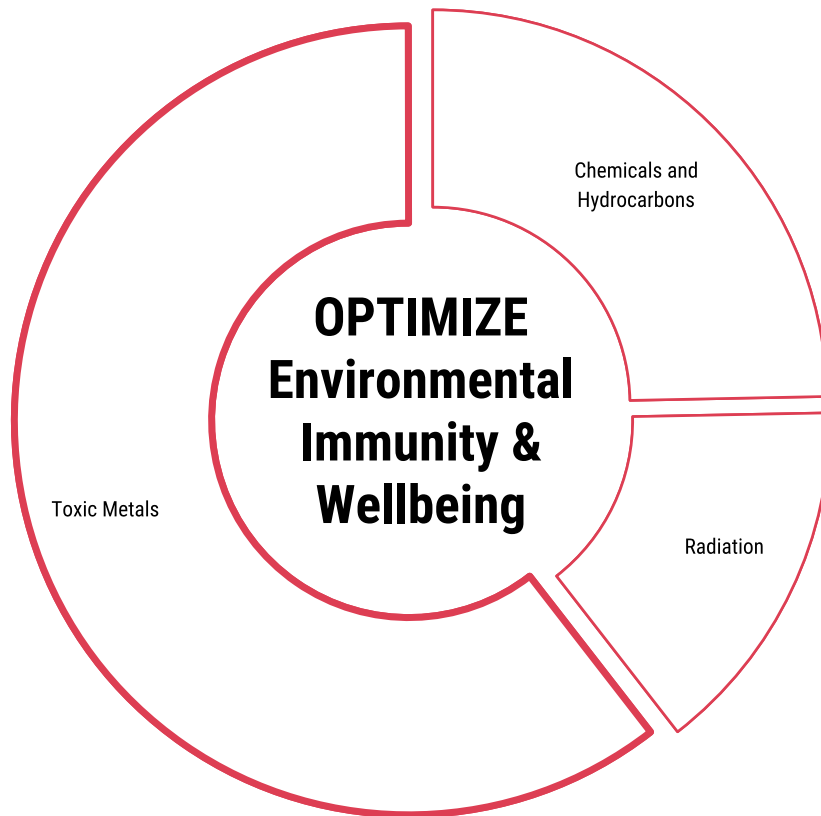 Chemicals and
Hydrocarbons
OPTIMIZE
Environmental
Immunity &
Wellbeing
Toxic Metals
Radiation